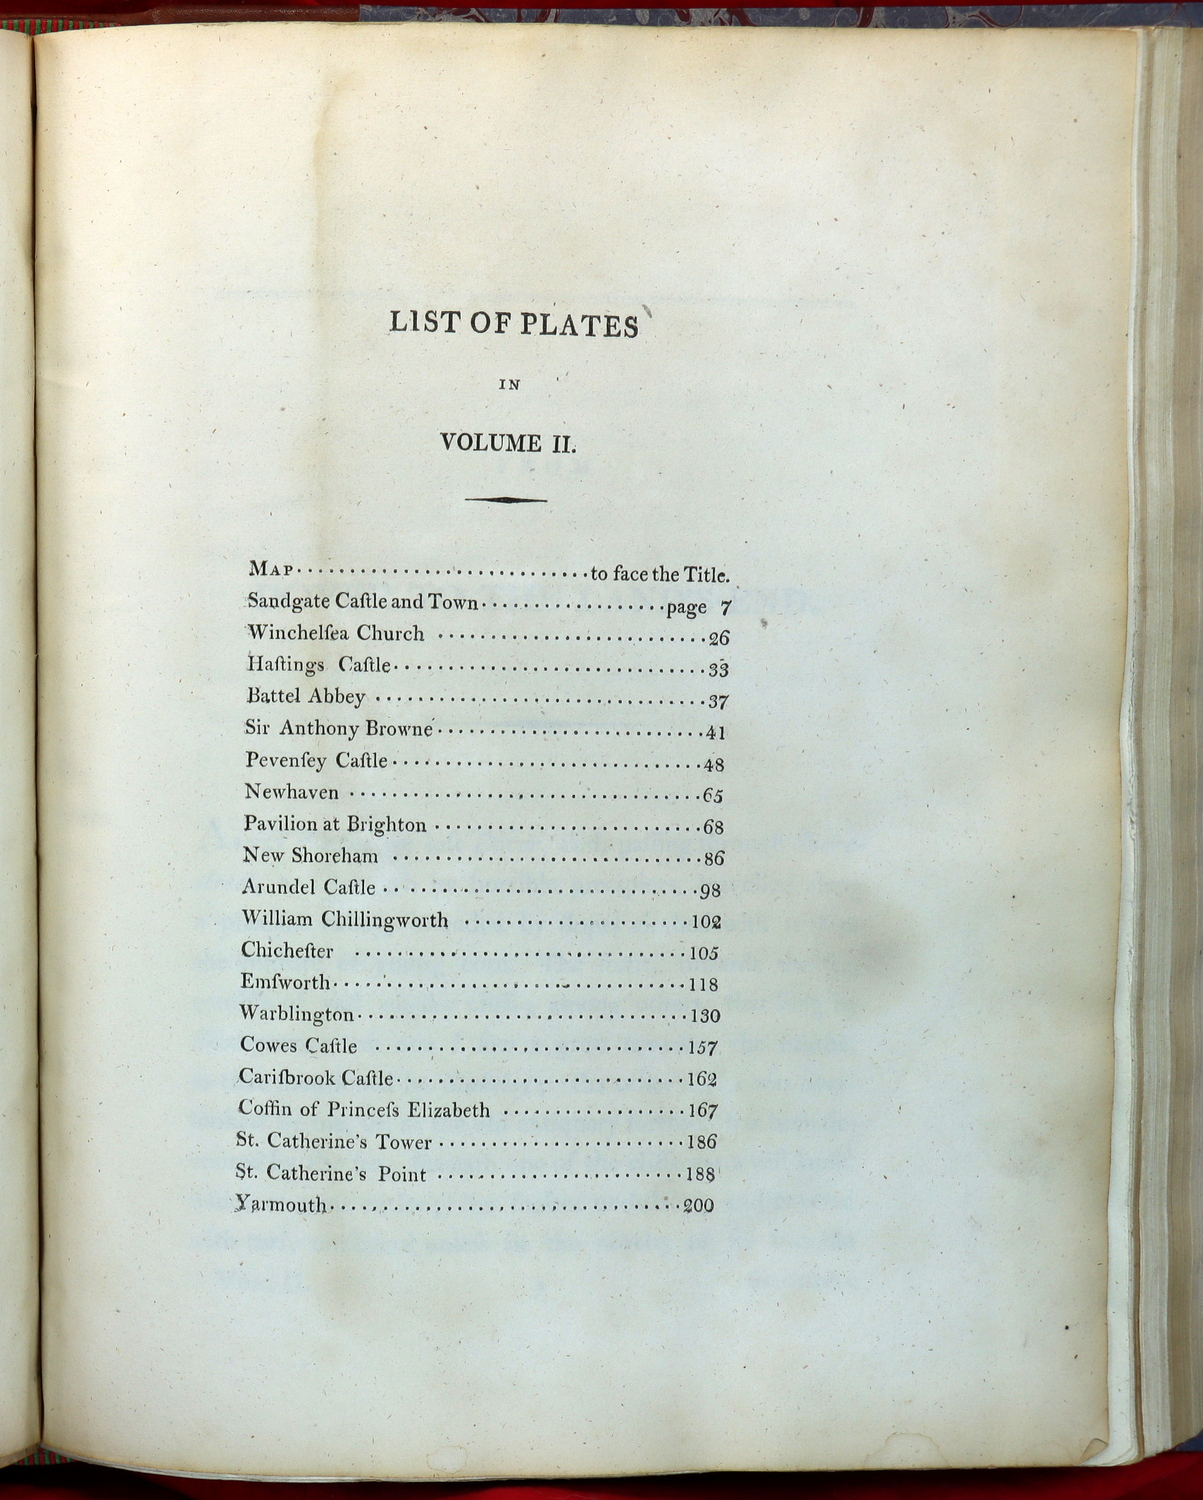 LIST OF PLATES
IN
VOLUME II.
MAP to face the Title.
Sandgate Caſtle and Town page 7
Winchelſea Church 26
Haſtings Caſtle 33
Battel Abbey 37
Sir Anthony Browne 41
Pevenſey Caſtle 48
Newhaven 65
Pavilion at Brighton 68
New Shoreham 86
Arundel Caſtle 98
William Chillingworth 102
Chicheſter 105
Emſworth 118
Warblington 130
Cowes Caſtle 157
Cariſbrook Caſtle 162
Coffin of Princeſs Elizabeth 167
St. Catherine's Tower 186
St. Catherine's Point 188
Yarmouth 200